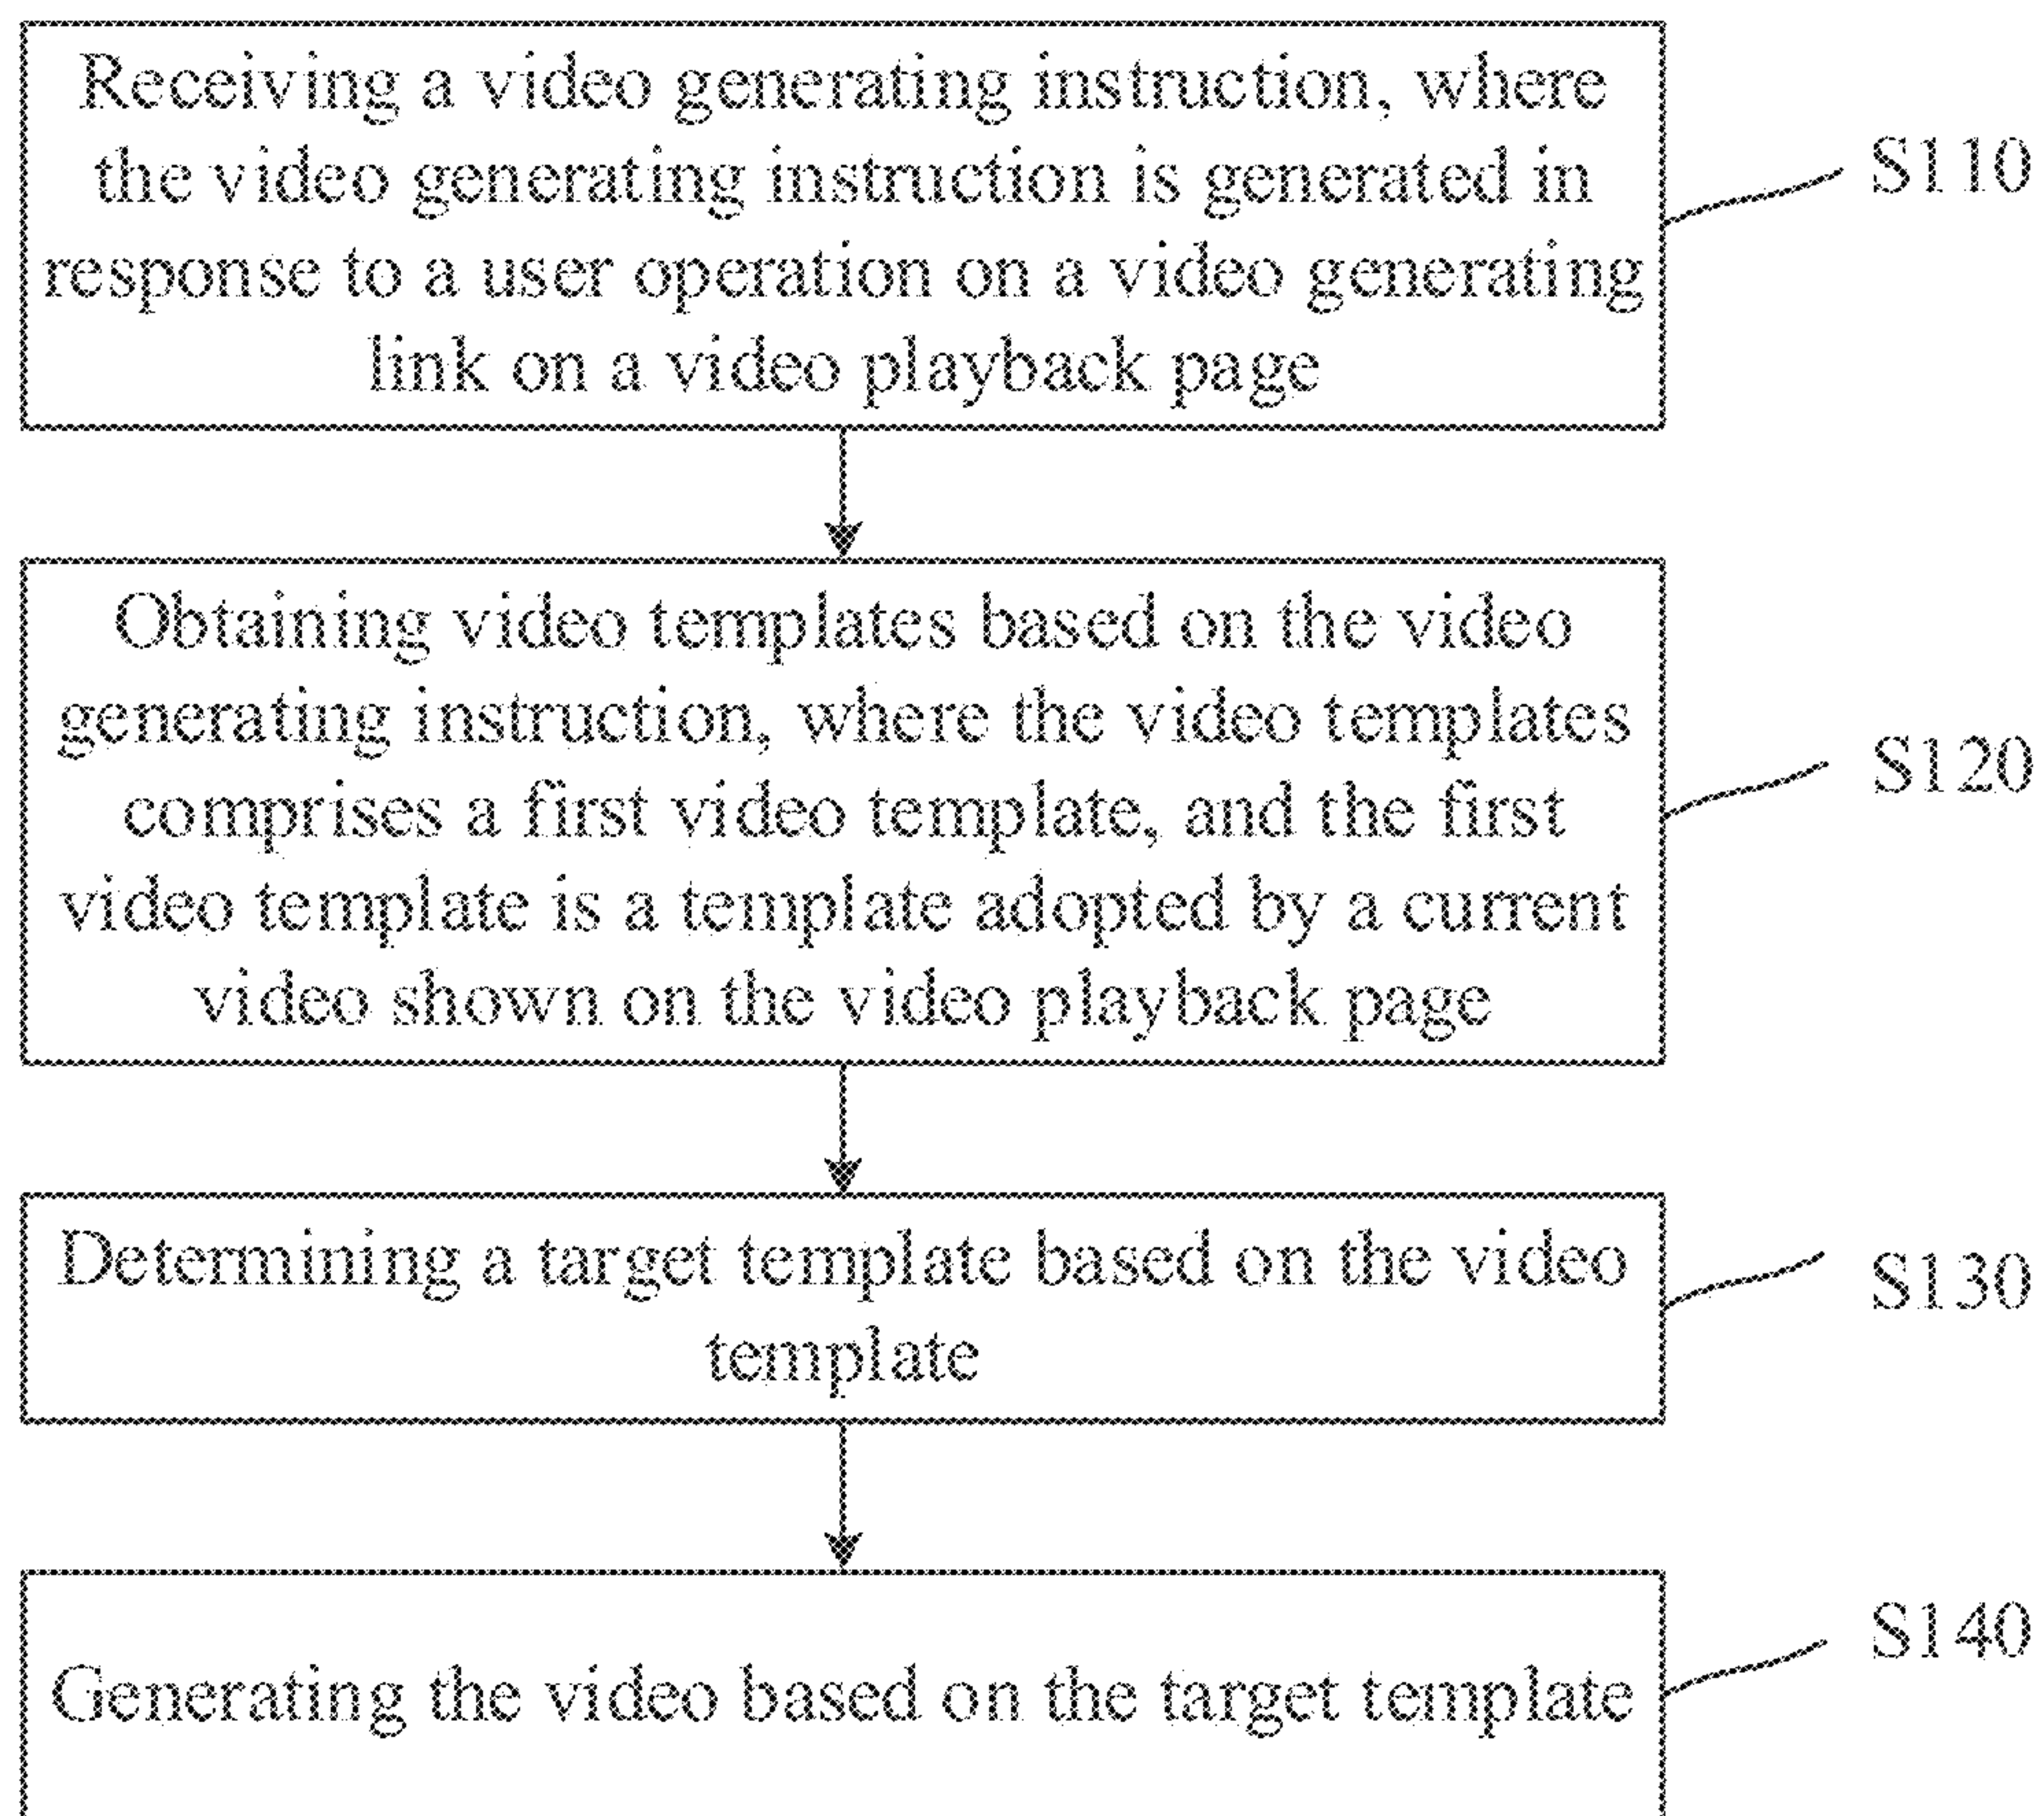 Receiving a video generating instruction, where
the video generating instruction is generated in
response to a user operation on a video generating
link on a video playback page
S110
Obtaining video templates based on the video
generating instruction, where the video templates
comprises a first video template, and the first
video template is a template adopted by a current
video shown on the video playback page
S120
Determining a target template based on the video
template
S130
Generating the video based on the target template
S140